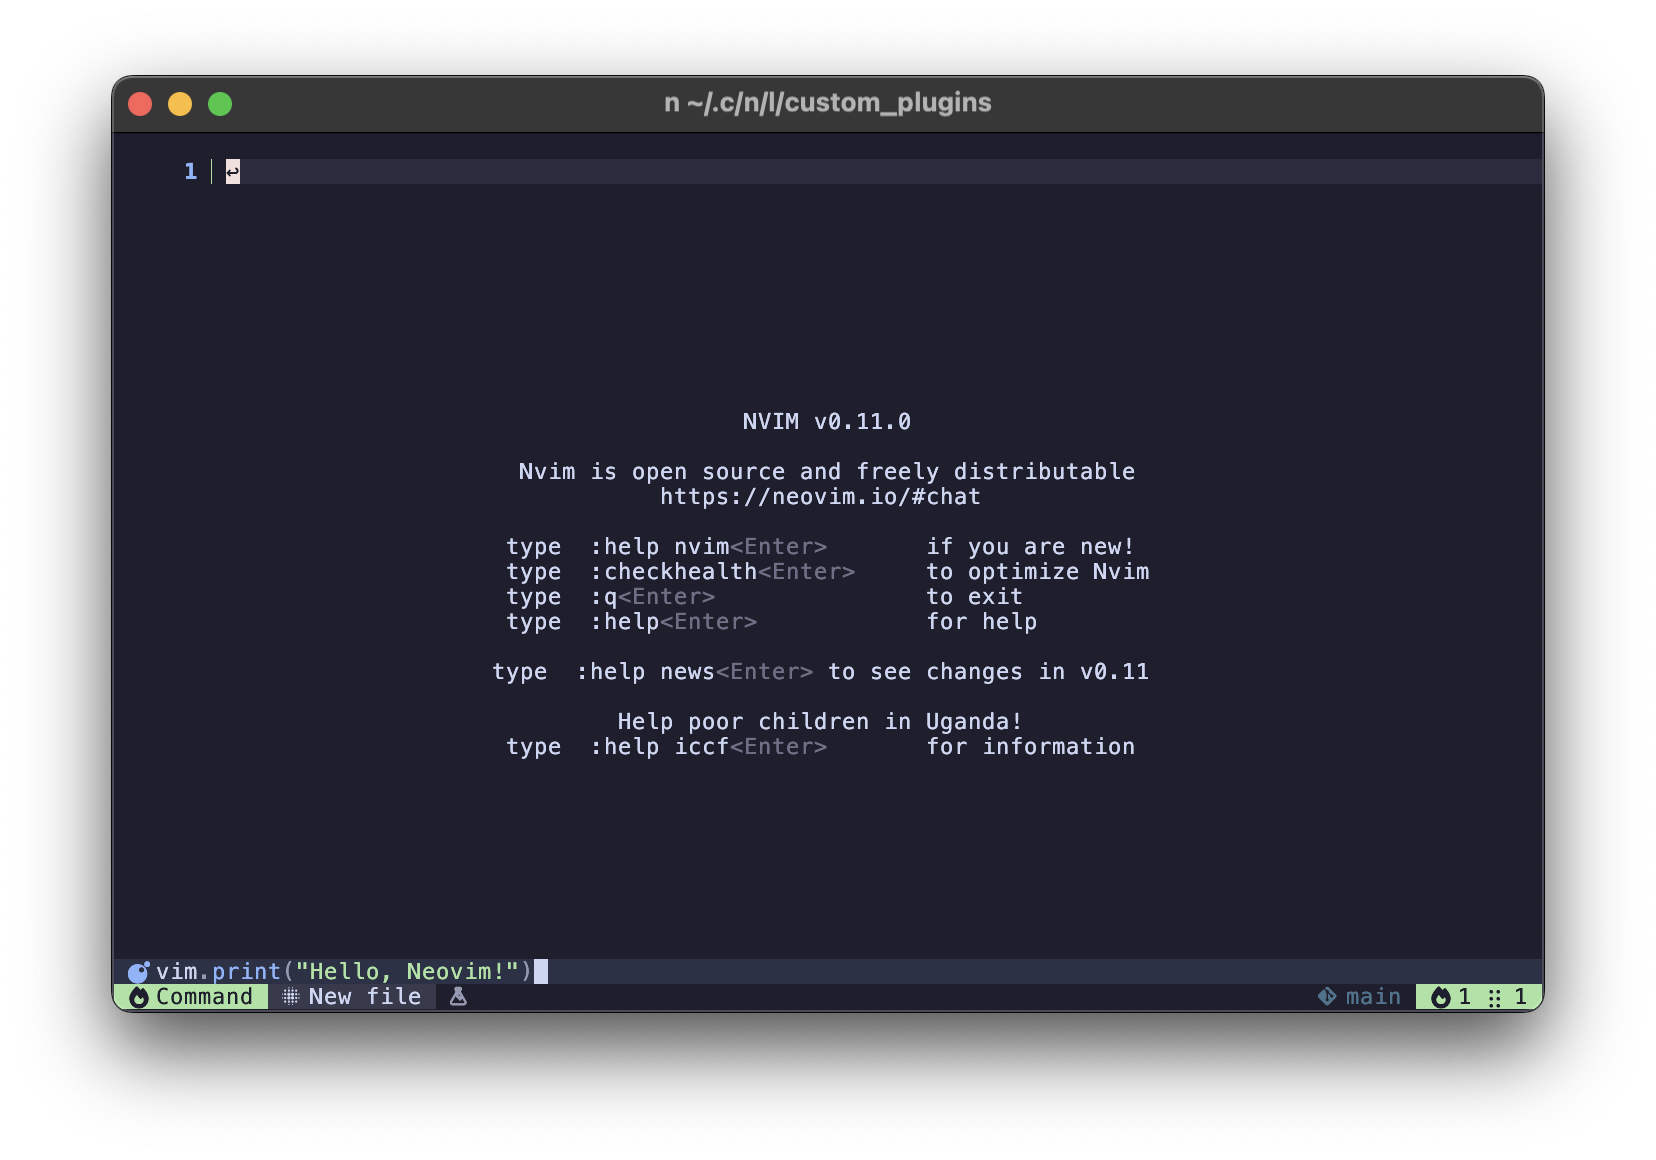 n ~/.c/n/l/custom_plugins
1
NVIM v0.11.0
Nvim is open source and freely distributable
https://neovim.io/#chat
type :help nvim<Enter> if you are new!
type :checkhealth<Enter> to optimize Nvim
type :q<Enter> to exit
type :help<Enter> for help
type :help news<Enter> to see changes in v0.11
Help poor children in Uganda!
type :help iccf<Enter> for information
vim.print("Hello, Neovim!")
Command New file main 1 1